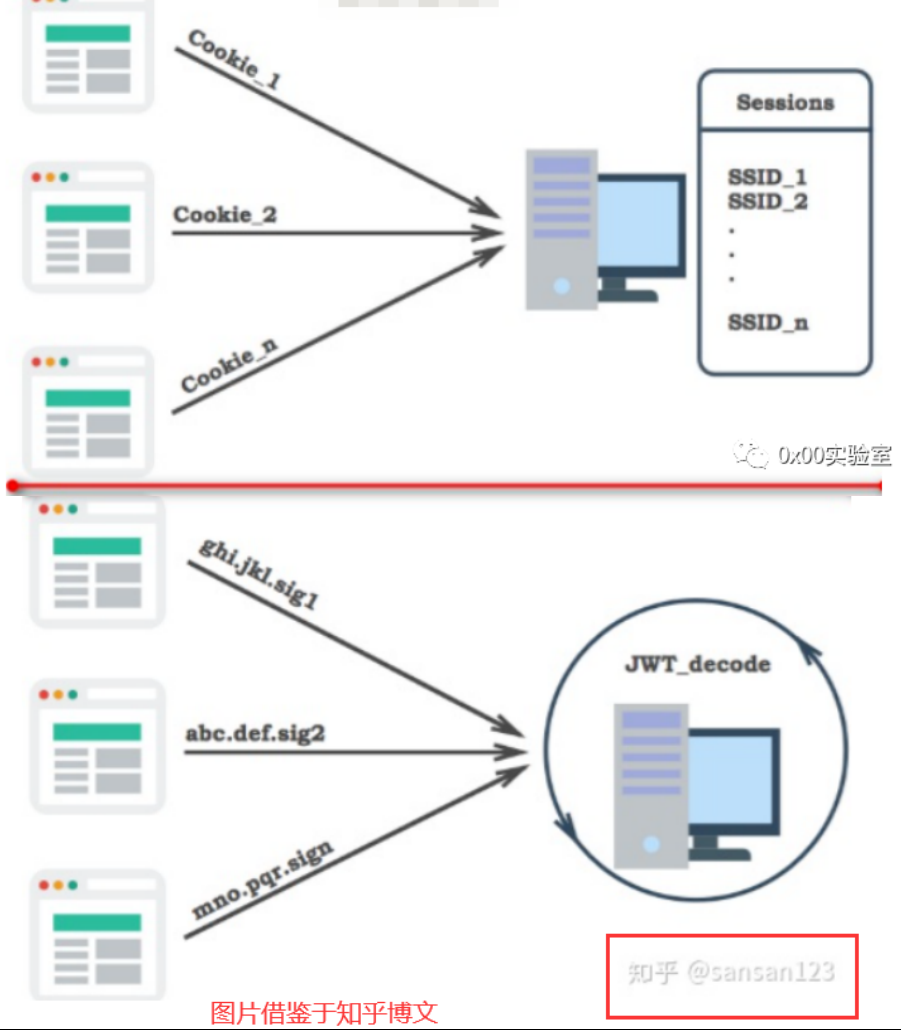 Cookie_1
Sessions
SSID_1
SSID_2
.
.
.
SSID_n
Cookie_2
Cookie_n
0x00实验室
ghi.jkl.sig1
JWT_decode
abc.def.sig2
mno.pqr.sign
知乎 @sansan123
图片借鉴于知乎博文